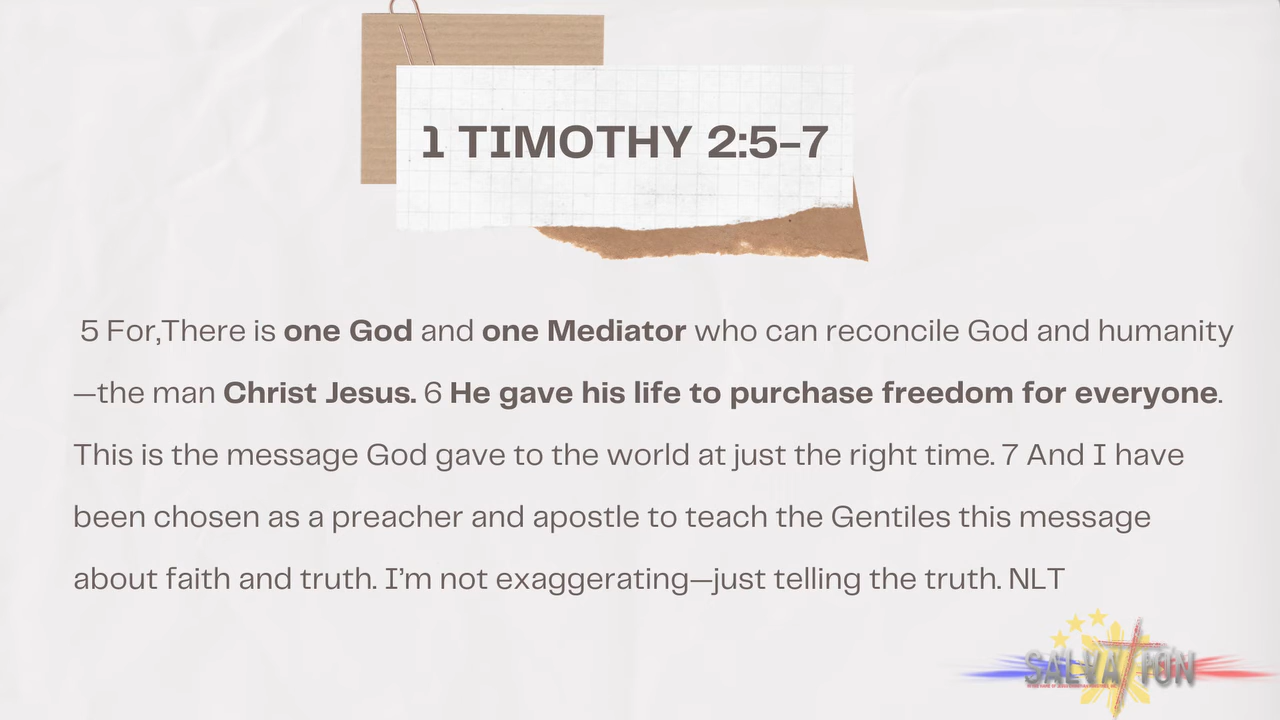 1 TIMOTHY 2:5-7
5 For,There is one God and one Mediator who can reconcile God and humanity
—the man Christ Jesus. 6 He gave his life to purchase freedom for everyone.
This is the message God gave to the world at just the right time. 7 And I have
been chosen as a preacher and apostle to teach the Gentiles this message
about faith and truth. I’m not exaggerating—just telling the truth. NLT